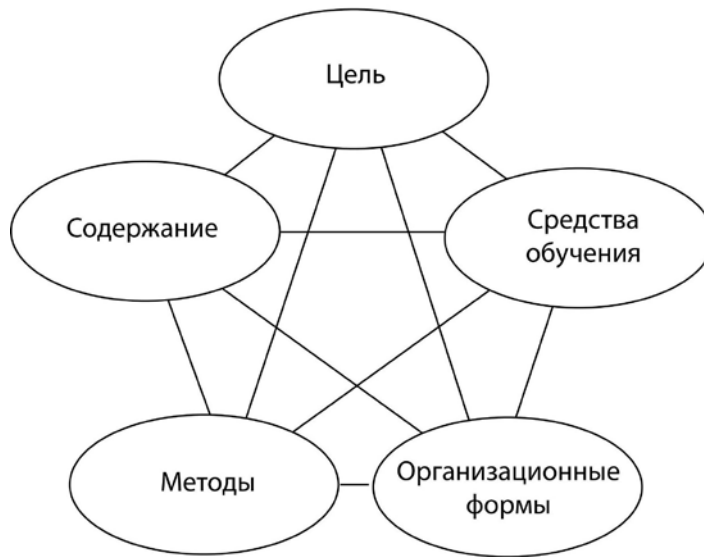 Цель
Содержание
Средства
обучения
Методы
Организационные
формы